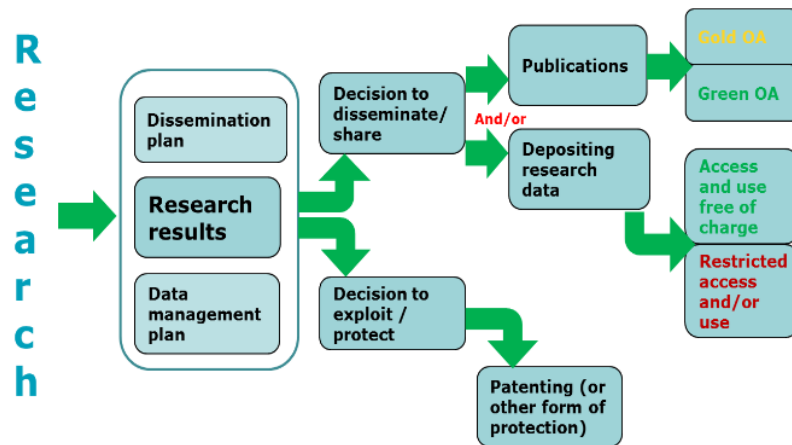 Research
Dissemination
plan
Research
results
Data
management
plan
Decision to
disseminate/
share
And/or
Decision to
exploit /
protect
Publications
Depositing
research
data
Patenting (or
other form of
protection)
Gold OA
Green OA
Access
and use
free of
charge
Restricted
access
and/or
use